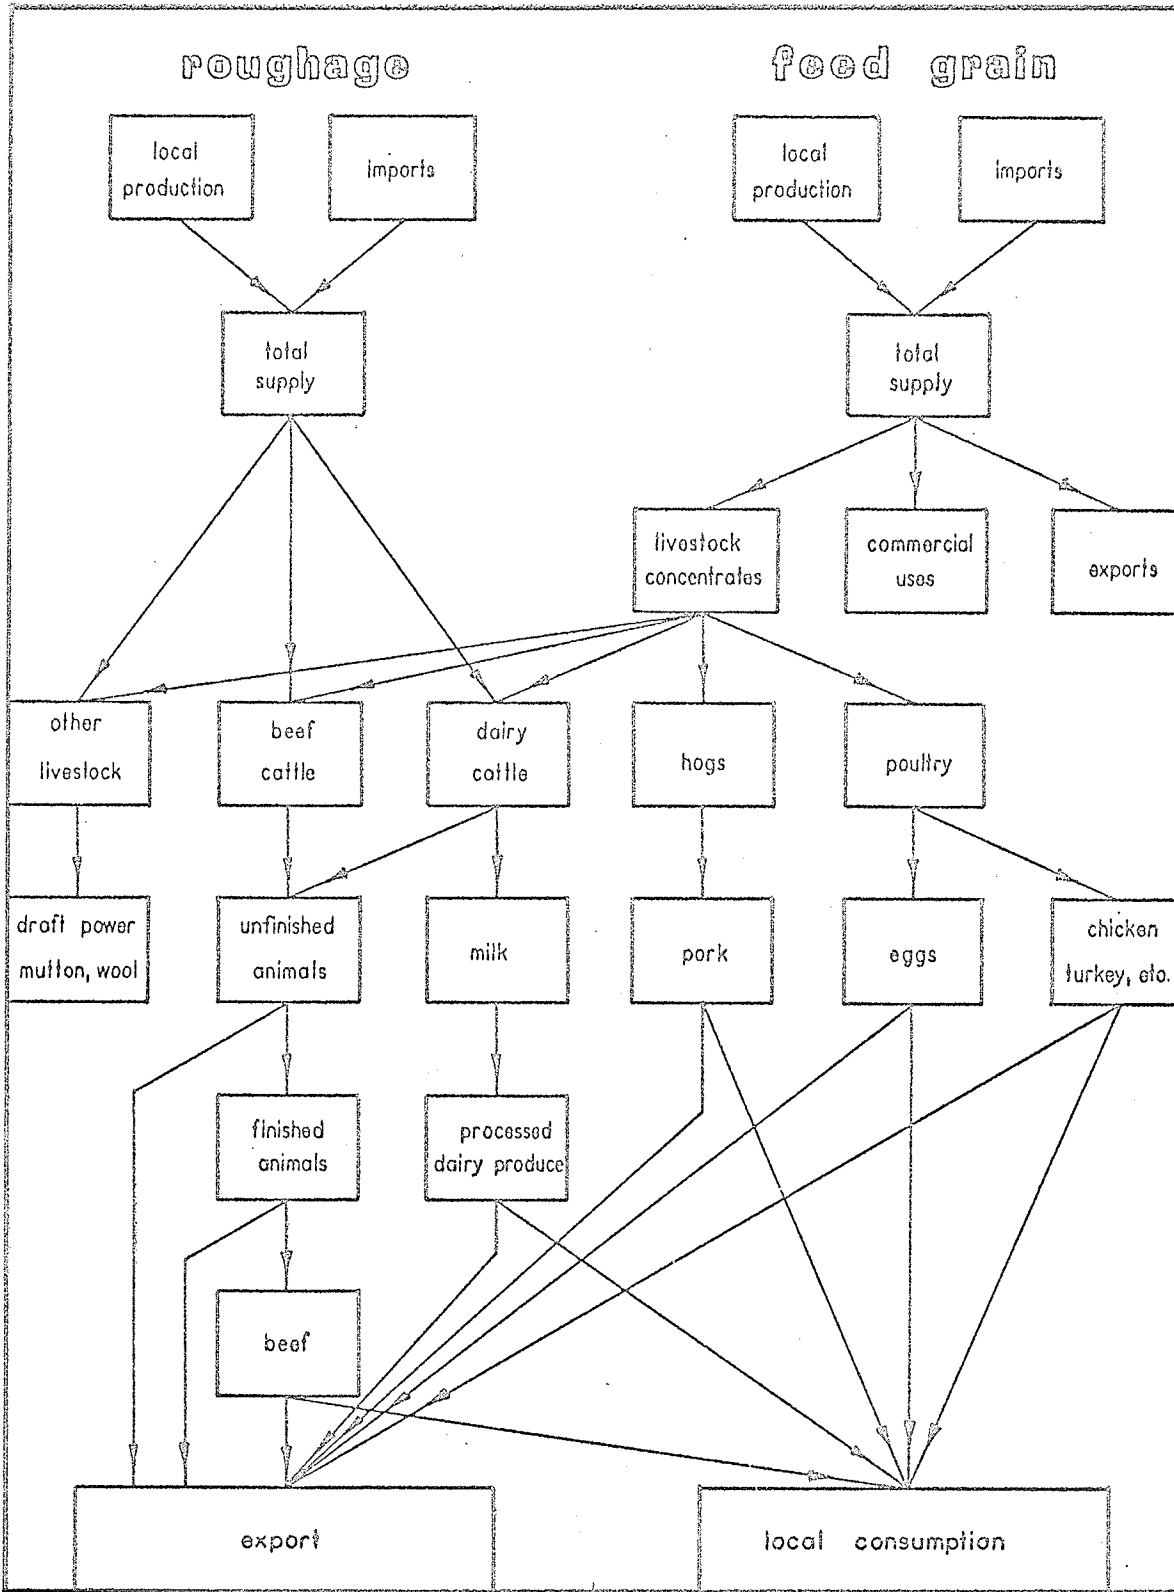 roughage
feed grain
local
production
imports
local
production
imports
total
supply
total
supply
livestock
concentrates
commercial
uses
exports
other
livestock
beef
cattle
dairy
cattle
hogs
poultry
draft power
mutton, wool
unfinished
animals
milk
pork
eggs
chicken
turkey, etc.
finished
animals
processed
dairy produce
beef
export
local consumption